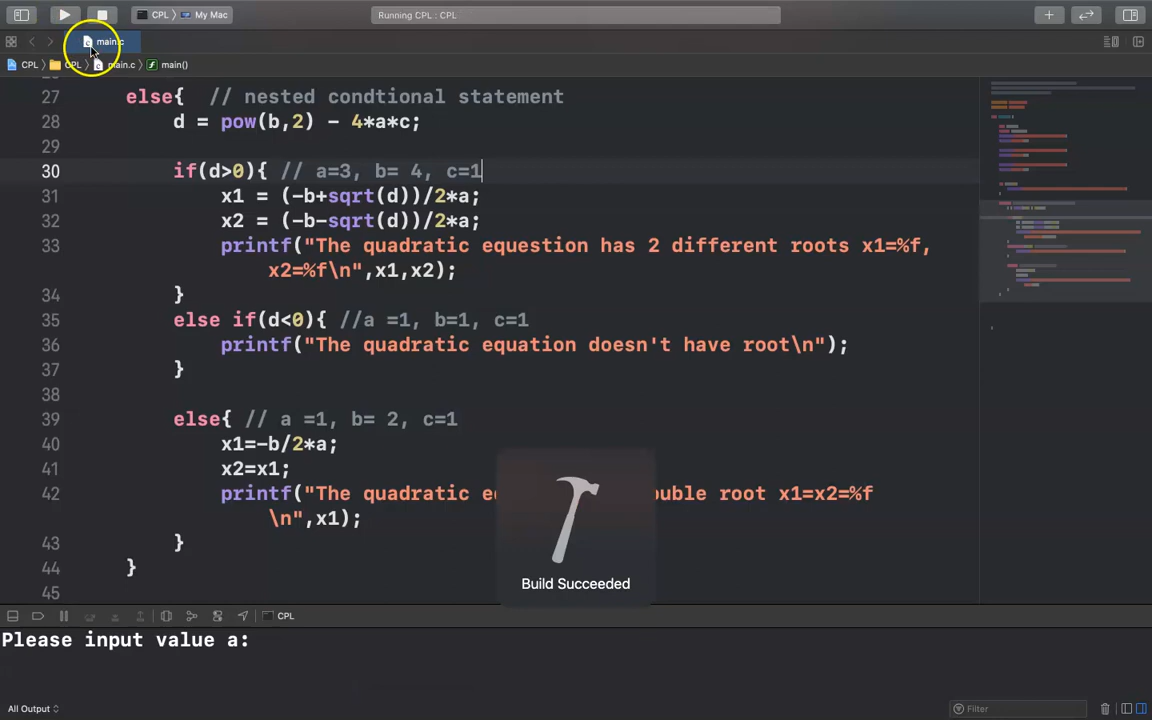 CPL 〉 My Mac
Running CPL : CPL
main.c
CPL 〉 CPL 〉 main.c 〉 main()
27 else{ // nested condtional statement
28 d = pow(b,2) - 4*a*c;
29
30 if(d>0){ // a=3, b= 4, c=1
31 x1 = (-b+sqrt(d))/2*a;
32 x2 = (-b-sqrt(d))/2*a;
33 printf("The quadratic equestion has 2 different roots x1=%f,
x2=%f\n",x1,x2);
34 }
35 else if(d<0){ //a =1, b=1, c=1
36 printf("The quadratic equation doesn't have root\n");
37 }
38
39 else{ // a =1, b= 2, c=1
40 x1=-b/2*a;
41 x2=x1;
42 printf("The quadratic e ouble root x1=x2=%f
\n",x1);
43 }
44 }
45
Build Succeeded
CPL
Please input value a:
All Output
Filter